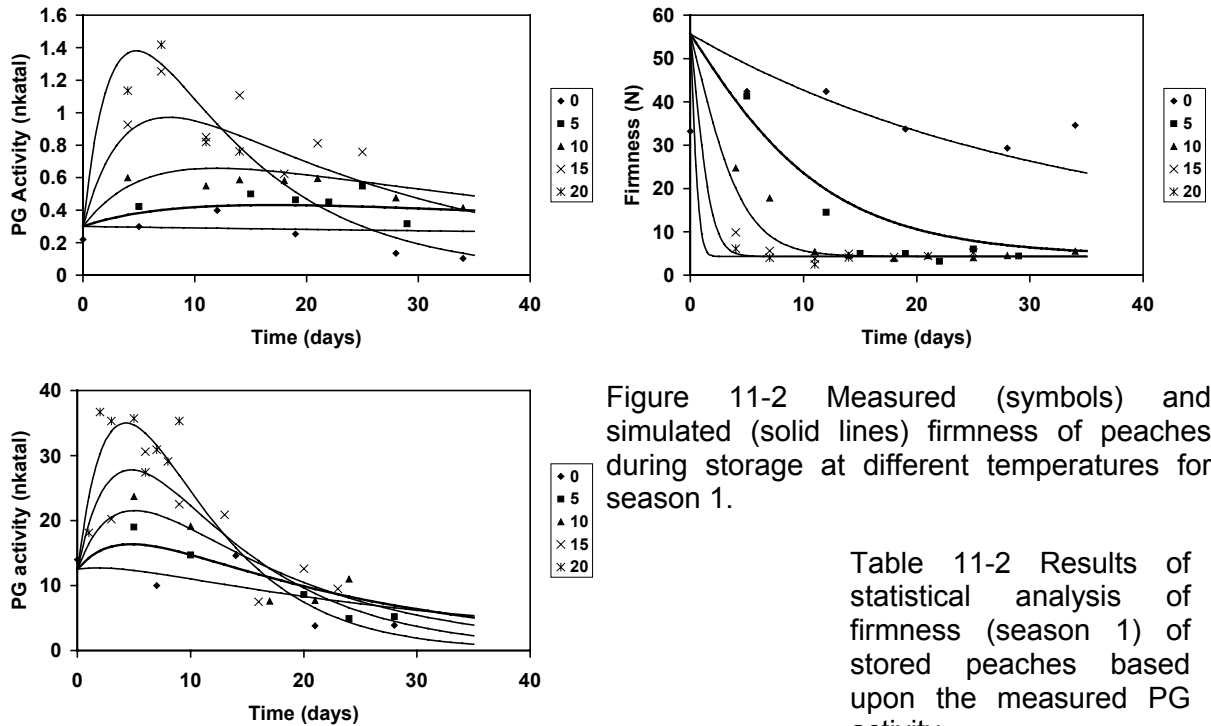 1.6
1.4
1.2
1
0.8
0.6
0.4
0.2
0
PG Activity (nkatal)
0 10 20 30 40
Time (days)
0
5
10
15
20
60
50
40
30
20
10
0
Firmness (N)
0 10 20 30 40
Time (days)
0
5
10
15
20
40
30
20
10
0
PG activity (nkatal)
0 10 20 30 40
Time (days)
0
5
10
15
20
Figure 11-2 Measured (symbols) and
simulated (solid lines) firmness of peaches
during storage at different temperatures for
season 1.
Table 11-2 Results of
statistical analysis of
firmness (season 1) of
stored peaches based
upon the measured PG